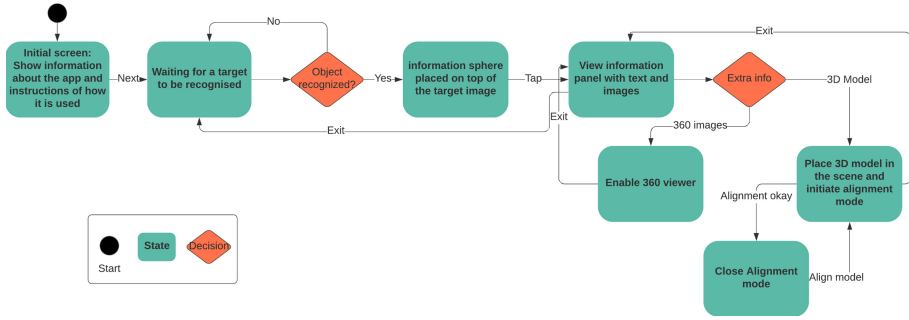 No
Exit
Initial screen:
Show information
about the app and
instructions of how
it is used
Next
Waiting for a target
to be recognised
Object
recognized?
Yes
information sphere
placed on top of
the target image
Tap
View information
panel with text and
images
Extra info
3D Model
Exit
Exit
360 images
Enable 360 viewer
Place 3D model in
the scene and
initiate alignment
mode
Alignment okay
Close Alignment
mode
Align model
Start
State
Decision